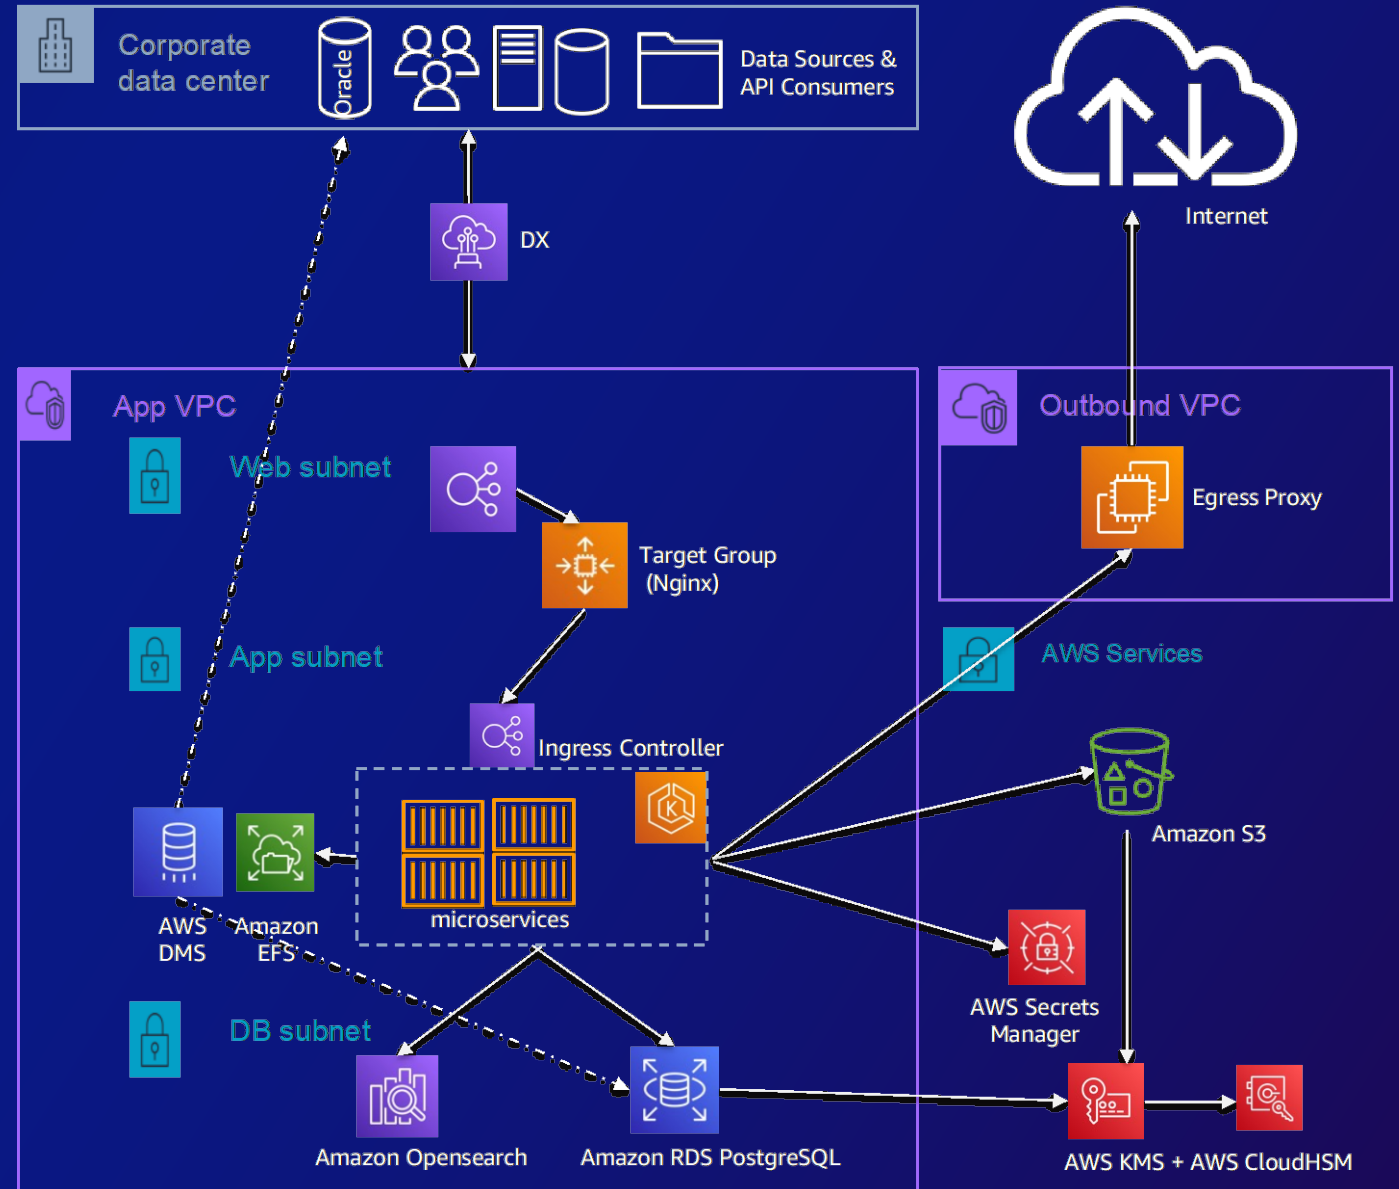 Corporate
data center
Oracle
Data Sources &
API Consumers
Internet
DX
App VPC
Outbound VPC
Web subnet
Egress Proxy
Target Group
(Nginx)
App subnet
AWS Services
Ingress Controller
K
Amazon S3
microservices
AWS
DMS
Amazon
EFS
AWS Secrets
Manager
DB subnet
Amazon Opensearch
Amazon RDS PostgreSQL
AWS KMS + AWS CloudHSM